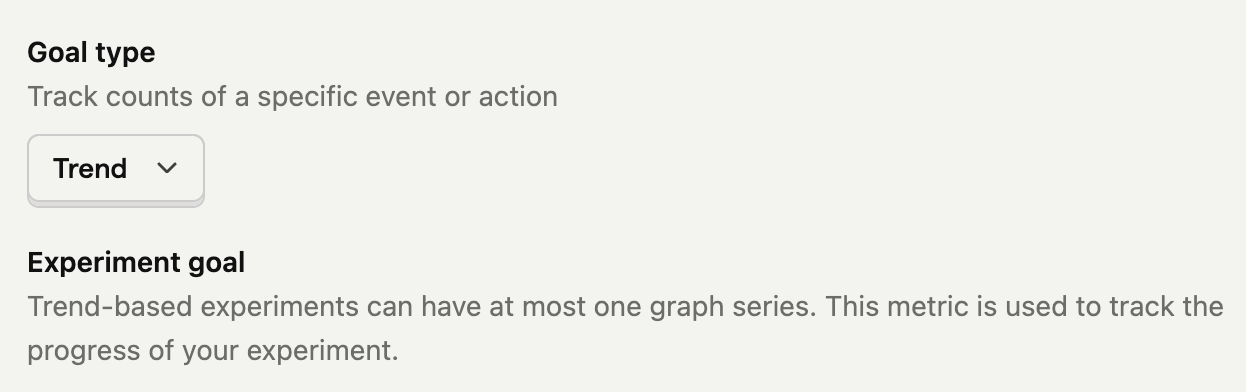 Goal type
Track counts of a specific event or action
Trend
Experiment goal
Trend-based experiments can have at most one graph series. This metric is used to track the
progress of your experiment.